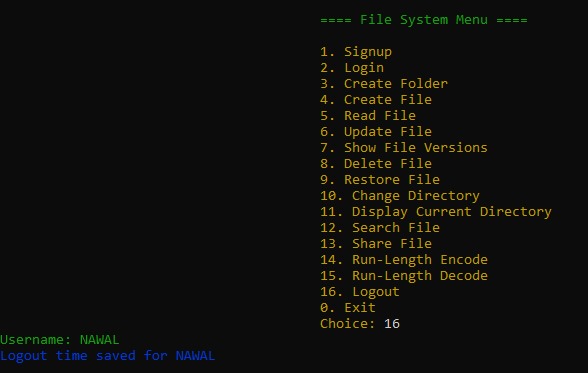 ==== File System Menu ====
1. Signup
2. Login
3. Create Folder
4. Create File
5. Read File
6. Update File
7. Show File Versions
8. Delete File
9. Restore File
10. Change Directory
11. Display Current Directory
12. Search File
13. Share File
14. Run-Length Encode
15. Run-Length Decode
16. Logout
0. Exit
Choice: 16
Username: NAWAL
Logout time saved for NAWAL